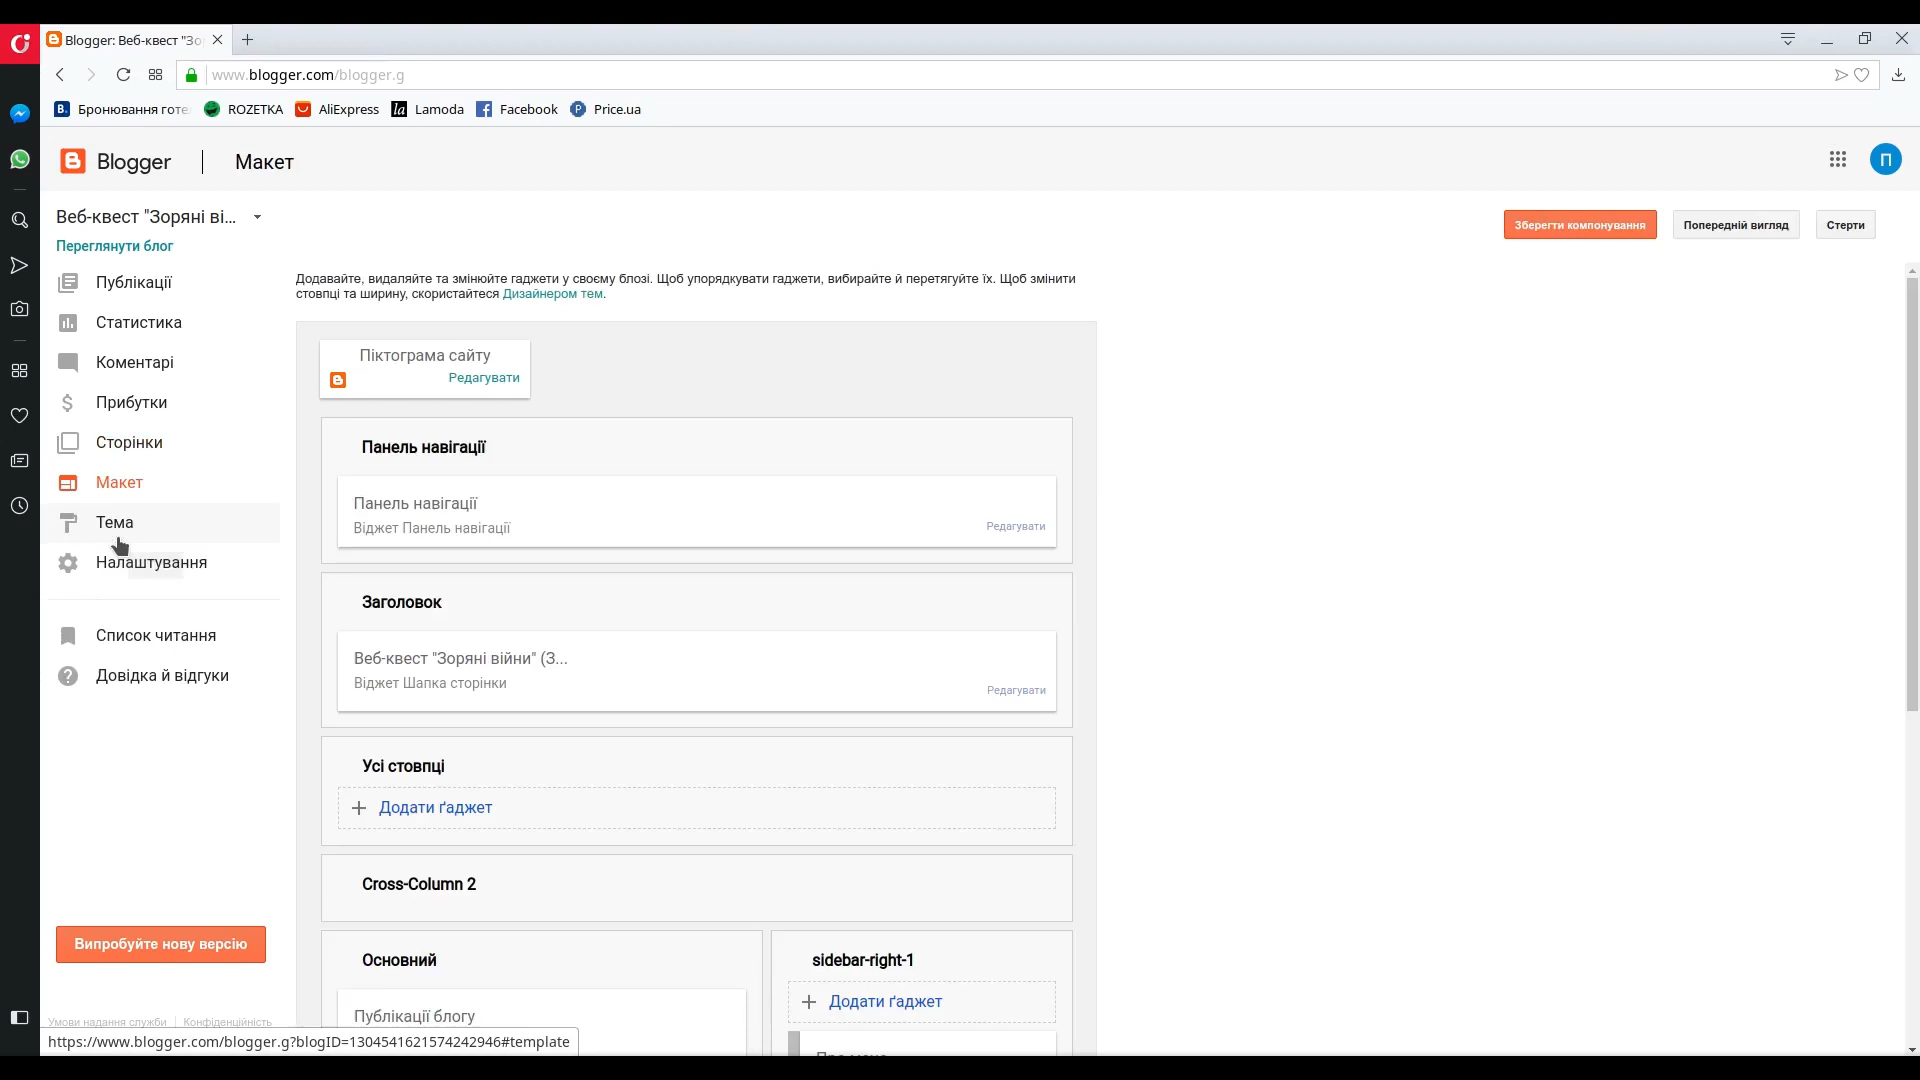 Blogger: Веб-квест "Зо
www.blogger.com/blogger.g
B. Бронювання готе
ROZETKA
AliExpress
la Lamoda
Facebook
P Price.ua
Blogger
Макет
П
Веб-квест "Зоряні ві...
Переглянути блог
Зберегти компонування
Попередній вигляд
Стерти
Публікації
Статистика
Коментарі
Прибутки
Сторінки
Макет
Тема
Налаштування
Список читання
Довідка й відгуки
Випробуйте нову версію
Умови надання служби
Конфіденційність
Додавайте, видаляйте та змінюйте гаджети у своєму блозі. Щоб упорядкувати гаджети, вибирайте й перетягуйте їх. Щоб змінити
стовпці та ширину, скористайтеся Дизайнером тем.
Піктограма сайту
Редагувати
Панель навігації
Панель навігації
Віджет Панель навігації
Редагувати
Заголовок
Веб-квест "Зоряні війни" (З...
Віджет Шапка сторінки
Редагувати
Усі стовпці
Додати ґаджет
Cross-Column 2
Основний
Публікації блогу
sidebar-right-1
Додати ґаджет
https://www.blogger.com/blogger.g?blogID=1304541621574242946#template